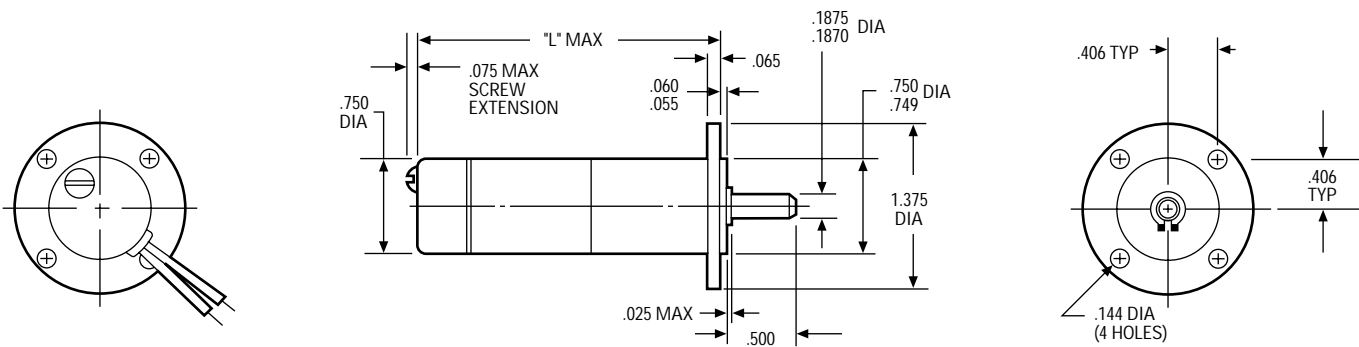 .750
DIA
"L" MAX
.075 MAX
SCREW
EXTENSION
.060
.055
.065
.1875
.1870 DIA
.750 DIA
.749
1.375
DIA
.025 MAX
.500
.406 TYP
.406
TYP
.144 DIA
(4 HOLES)